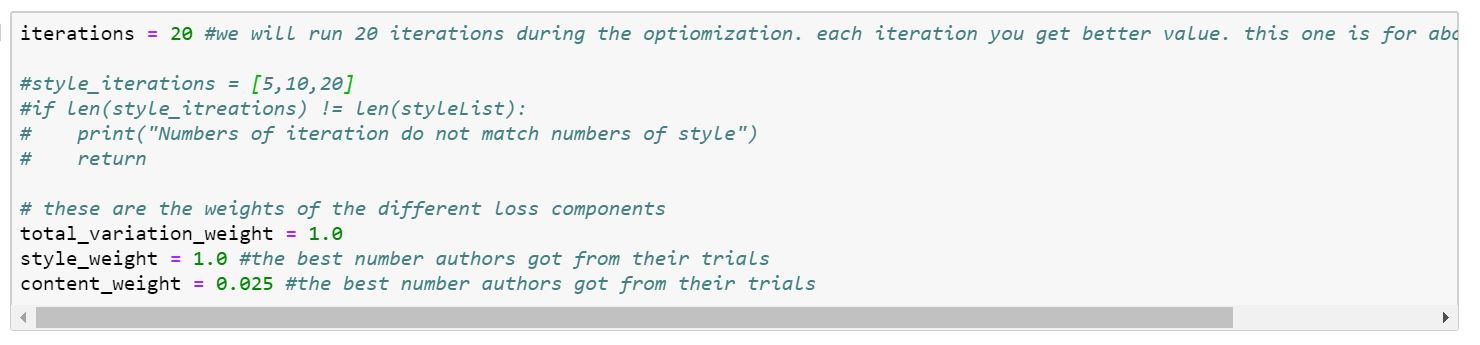 iterations = 20 #we will run 20 iterations during the optiomization. each iteration you get better value. this one is for
#style_iterations = [5,10,20]
#if len(style_itreations) != len(styleList):
#    print("Numbers of iteration do not match numbers of style")
#    return
# these are the weights of the different loss components
total_variation_weight = 1.0
style_weight = 1.0 #the best number authors got from their trials
content_weight = 0.025 #the best number authors got from their trials